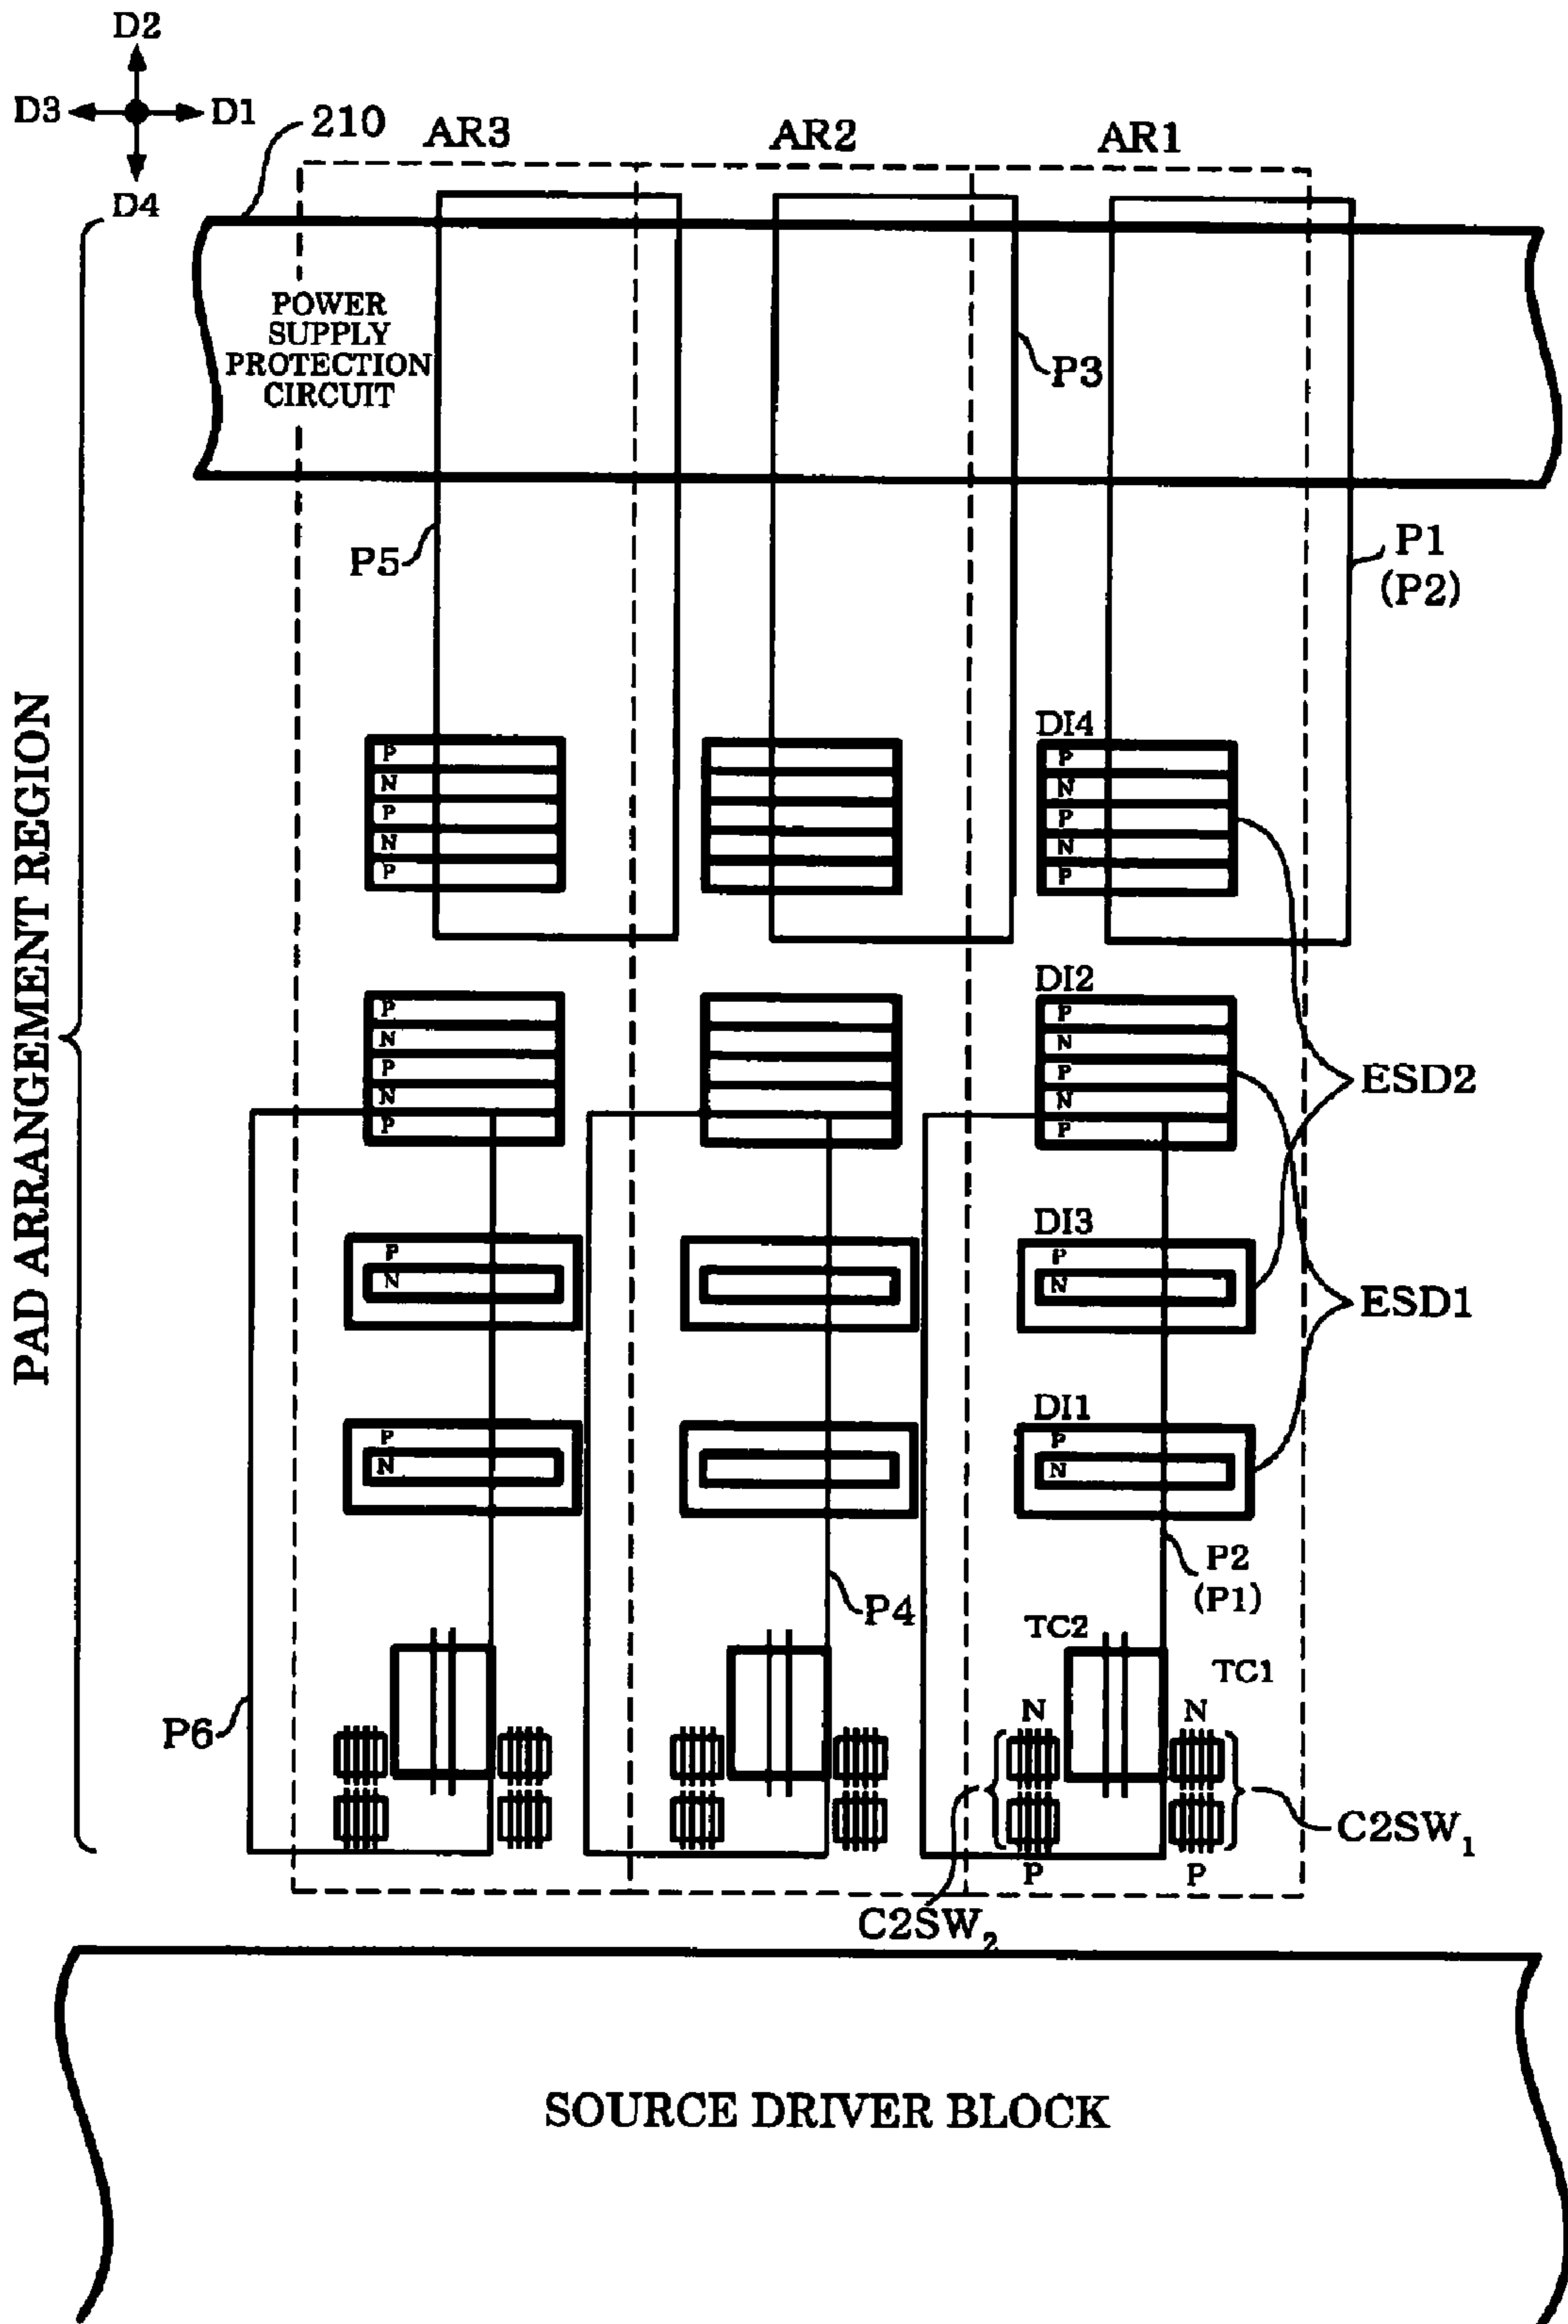 D2
D3 D1
D4
210
AR3 AR2 AR1
POWER
SUPPLY
PROTECTION
CIRCUIT
P3
P5
P1
(P2)
PAD ARRANGEMENT REGION
DI4
P P
N N
P P
N N
P P
DI2
P P
N N
P P
N N
P P
ESD2
DI3
P P
N N
ESD1
DI1
P P
N N
P2
(P1)
P4
TC2
TC1
N N
P6
C2SW1
P P
C2SW2
SOURCE DRIVER BLOCK